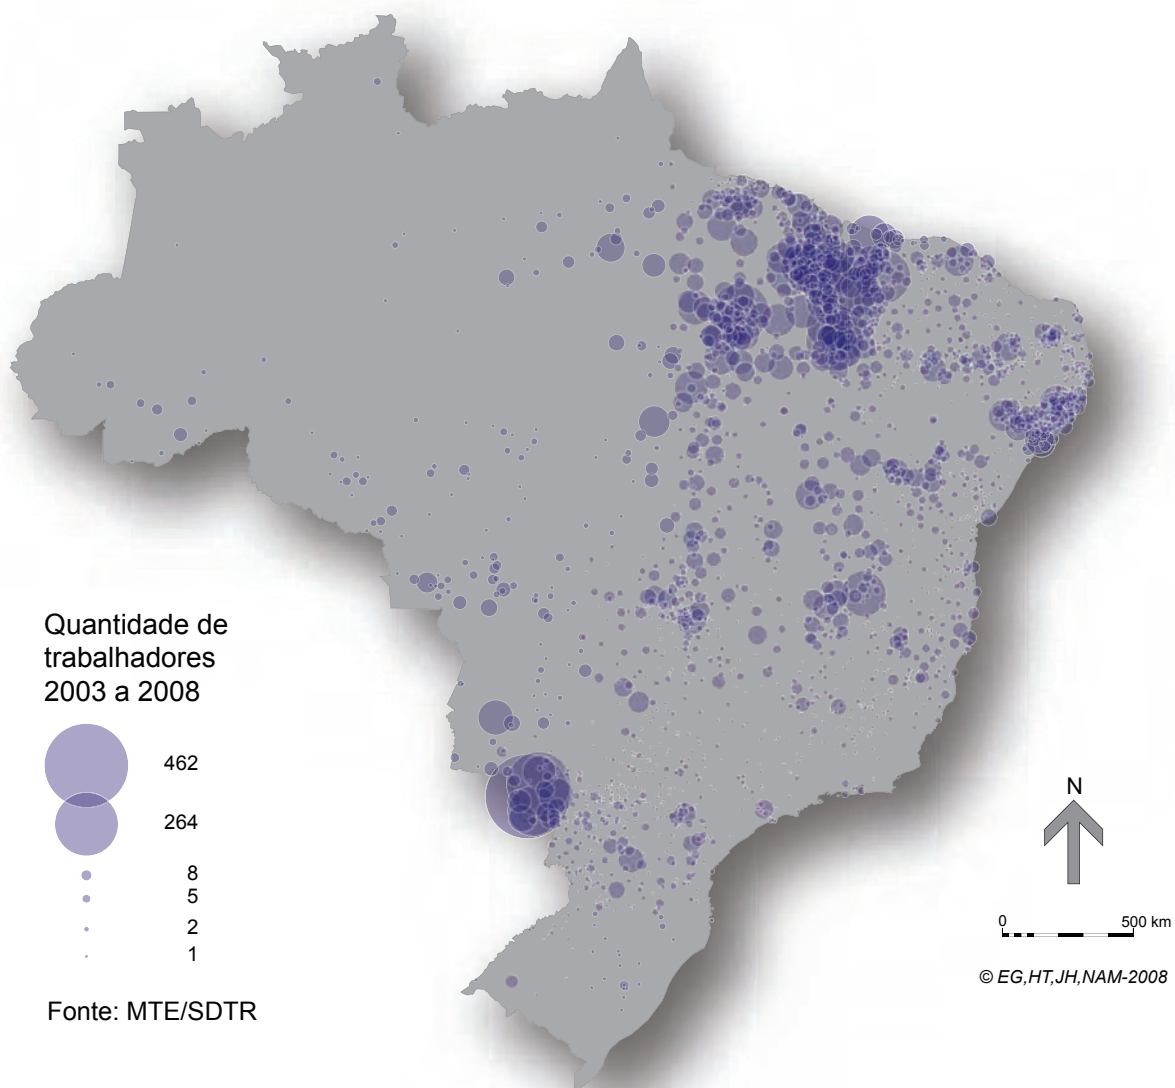 Quantidade de
trabalhadores
2003 a 2008
462
264
8
5
2
1
Fonte: MTE/SDTR
N
0 500 km
© EG,HT,JH,NAM-2008